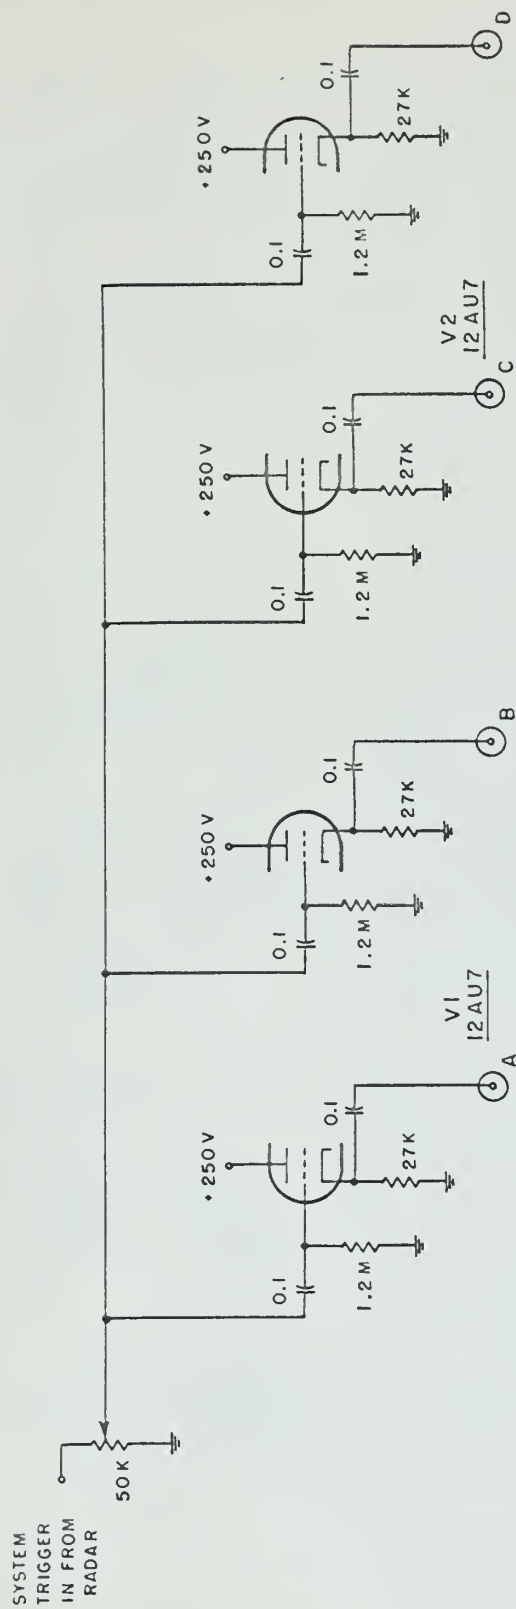 SYSTEM
TRIGGER
IN FROM
RADAR
50K
+250V
0.1
1.2M
27K
0.1
A
V1
12AU7
+250V
0.1
1.2M
27K
0.1
B
+250V
0.1
1.2M
27K
0.1
C
V2
12AU7
+250V
0.1
1.2M
27K
0.1
D